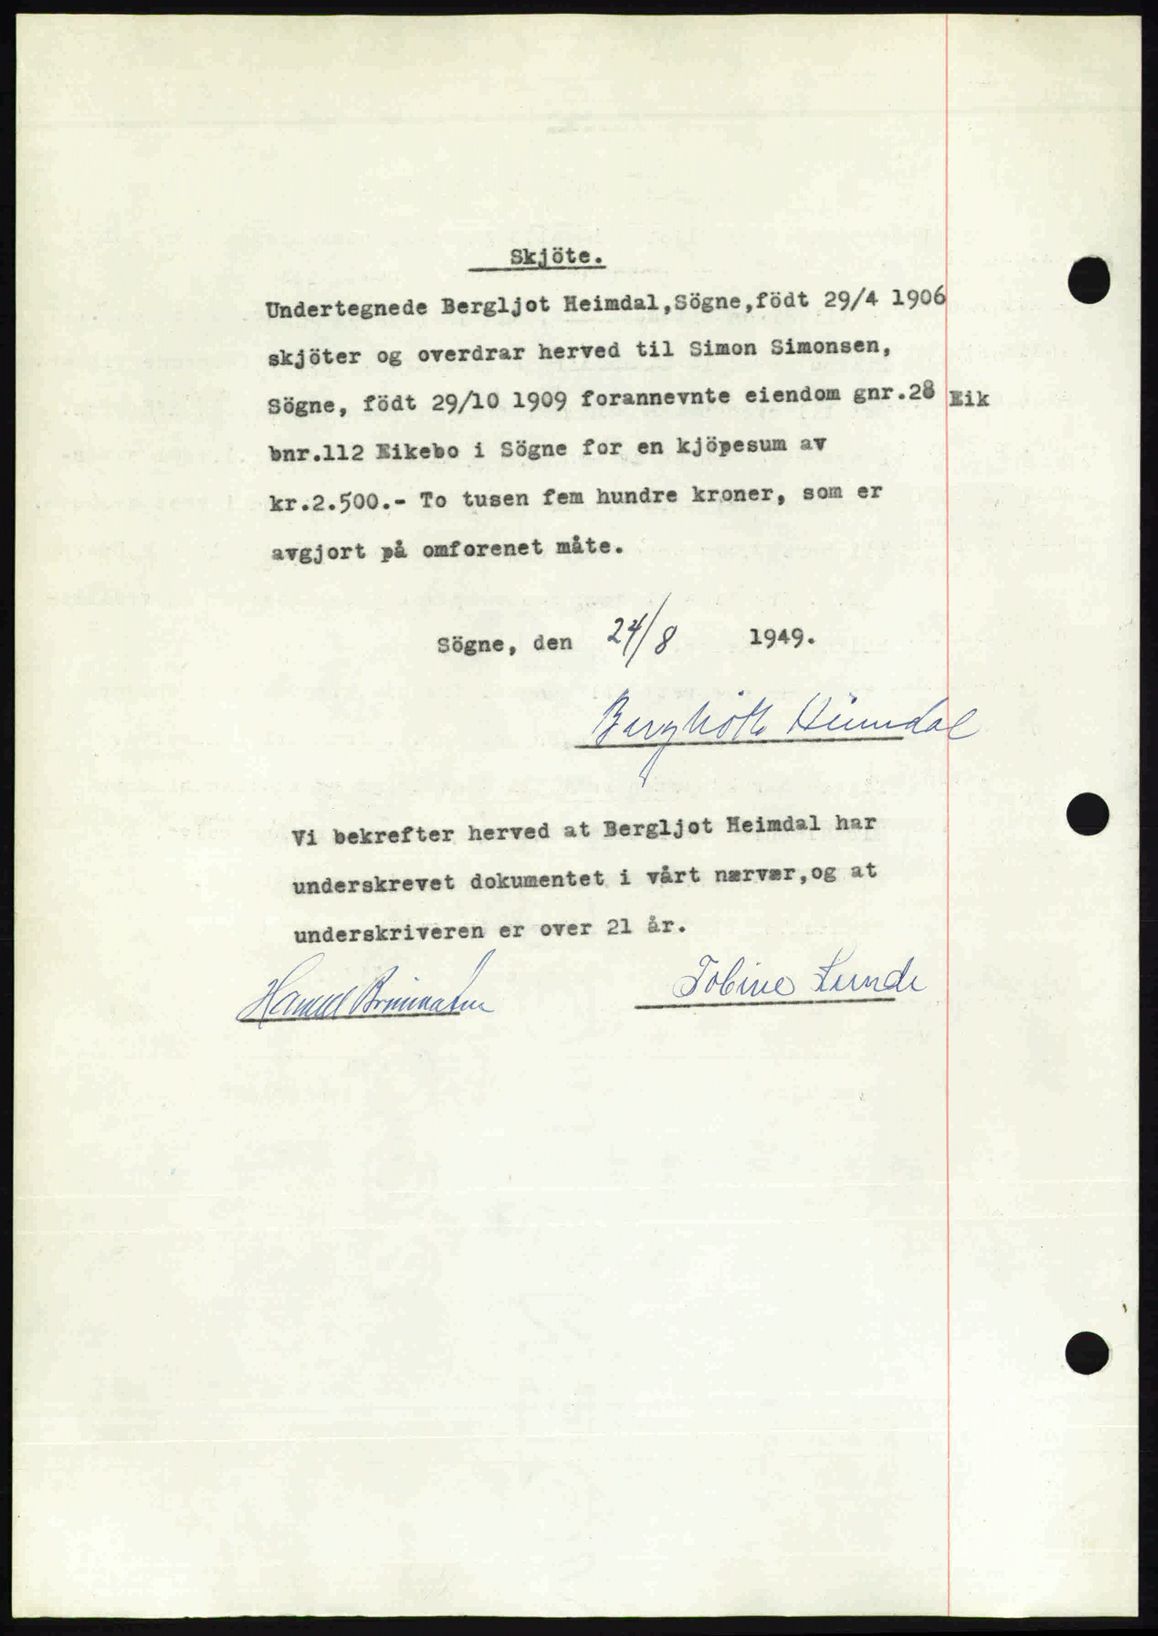 Skjöte.
Undertegnede Bergljot Heimdal,Sögne,födt 29/4 1906
skjöter og overdrar herved til Simon Simonsen,
Sögne, födt 29/10 1909 forannevnte eiendom gnr.28 Eik
bnr.112 Eikebo i Sögne for en kjöpesum av
kr.2.500.- To tusen fem hundre kroner, som er
avgjort på omforenet måte.
Sögne, den 24/8 1949.
Heimdal
Vi bekrefter herved at Bergljot Heimdal har
underskrevet dokumentet i vårt nærvær,og at
underskriveren er over 21 år.
Tobine Lunde